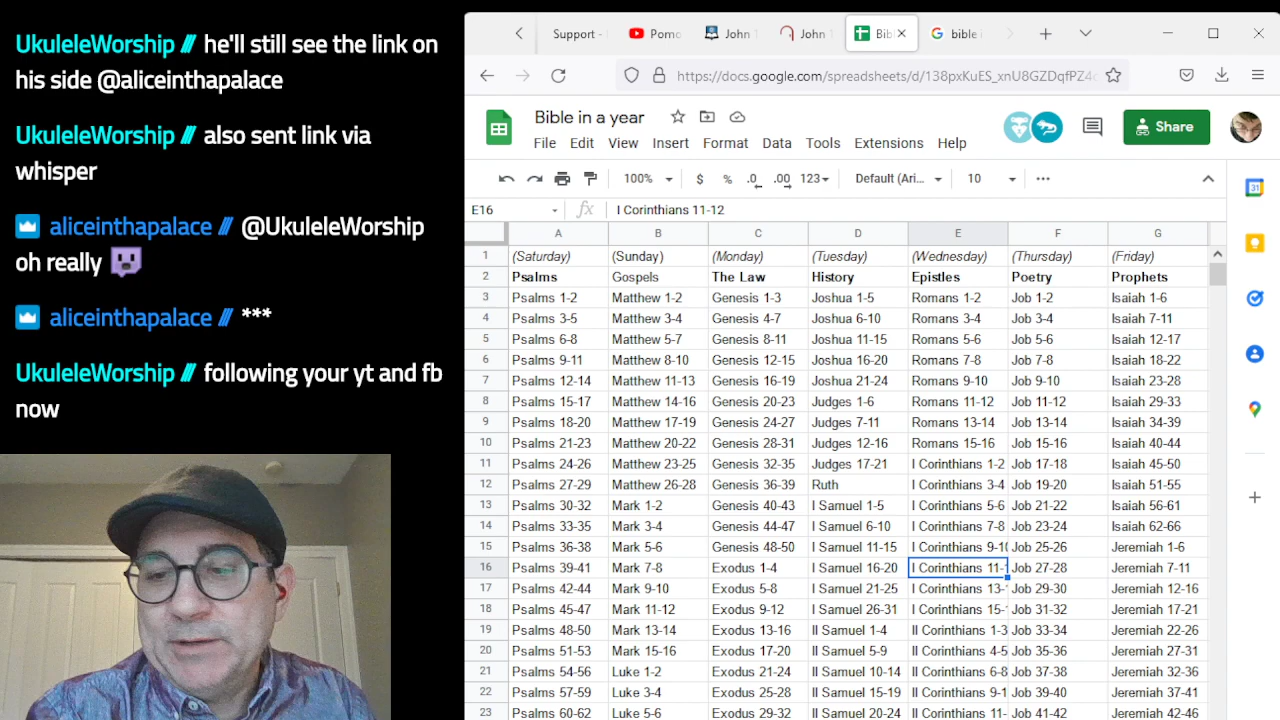 UkuleleWorship /// he'll still see the link on
his side @aliceinthapalace
UkuleleWorship /// also sent link via
whisper
aliceinthapalace /// @UkuleleWorship
oh really
aliceinthapalace /// ***
UkuleleWorship /// following your yt and fb
now
Support - Pomo John John Bib bible
https://docs.google.com/spreadsheets/d/138pxKuES_xnU8GZDqfPZ4
Bible in a year
File Edit View Insert Format Data Tools Extensions Help
Share
100% $ % .0 .00 123 Default (Ari... 10
E16 fx I Corinthians 11-12
A B C D E F G
1 (Saturday) (Sunday) (Monday) (Tuesday) (Wednesday) (Thursday) (Friday)
2 Psalms Gospels The Law History Epistles Poetry Prophets
3 Psalms 1-2 Matthew 1-2 Genesis 1-3 Joshua 1-5 Romans 1-2 Job 1-2 Isaiah 1-6
4 Psalms 3-5 Matthew 3-4 Genesis 4-7 Joshua 6-10 Romans 3-4 Job 3-4 Isaiah 7-11
5 Psalms 6-8 Matthew 5-7 Genesis 8-11 Joshua 11-15 Romans 5-6 Job 5-6 Isaiah 12-17
6 Psalms 9-11 Matthew 8-10 Genesis 12-15 Joshua 16-20 Romans 7-8 Job 7-8 Isaiah 18-22
7 Psalms 12-14 Matthew 11-13 Genesis 16-19 Joshua 21-24 Romans 9-10 Job 9-10 Isaiah 23-28
8 Psalms 15-17 Matthew 14-16 Genesis 20-23 Judges 1-6 Romans 11-12 Job 11-12 Isaiah 29-33
9 Psalms 18-20 Matthew 17-19 Genesis 24-27 Judges 7-11 Romans 13-14 Job 13-14 Isaiah 34-39
10 Psalms 21-23 Matthew 20-22 Genesis 28-31 Judges 12-16 Romans 15-16 Job 15-16 Isaiah 40-44
11 Psalms 24-26 Matthew 23-25 Genesis 32-35 Judges 17-21 I Corinthians 1-2 Job 17-18 Isaiah 45-50
12 Psalms 27-29 Matthew 26-28 Genesis 36-39 Ruth I Corinthians 3-4 Job 19-20 Isaiah 51-55
13 Psalms 30-32 Mark 1-2 Genesis 40-43 I Samuel 1-5 I Corinthians 5-6 Job 21-22 Isaiah 56-61
14 Psalms 33-35 Mark 3-4 Genesis 44-47 I Samuel 6-10 I Corinthians 7-8 Job 23-24 Isaiah 62-66
15 Psalms 36-38 Mark 5-6 Genesis 48-50 I Samuel 11-15 I Corinthians 9-10 Job 25-26 Jeremiah 1-6
16 Psalms 39-41 Mark 7-8 Exodus 1-4 I Samuel 16-20 I Corinthians 11- Job 27-28 Jeremiah 7-11
17 Psalms 42-44 Mark 9-10 Exodus 5-8 I Samuel 21-25 I Corinthians 13- Job 29-30 Jeremiah 12-16
18 Psalms 45-47 Mark 11-12 Exodus 9-12 I Samuel 26-31 I Corinthians 15- Job 31-32 Jeremiah 17-21
19 Psalms 48-50 Mark 13-14 Exodus 13-16 II Samuel 1-4 II Corinthians 1-3 Job 33-34 Jeremiah 22-26
20 Psalms 51-53 Mark 15-16 Exodus 17-20 II Samuel 5-9 II Corinthians 4-5 Job 35-36 Jeremiah 27-31
21 Psalms 54-56 Luke 1-2 Exodus 21-24 II Samuel 10-14 II Corinthians 6-8 Job 37-38 Jeremiah 32-36
22 Psalms 57-59 Luke 3-4 Exodus 25-28 II Samuel 15-19 II Corinthians 9-1 Job 39-40 Jeremiah 37-41
23 Psalms 60-62 Luke 5-6 Exodus 29-32 II Samuel 20-24 II Corinthians 11- Job 41-42 Jeremiah 42-46